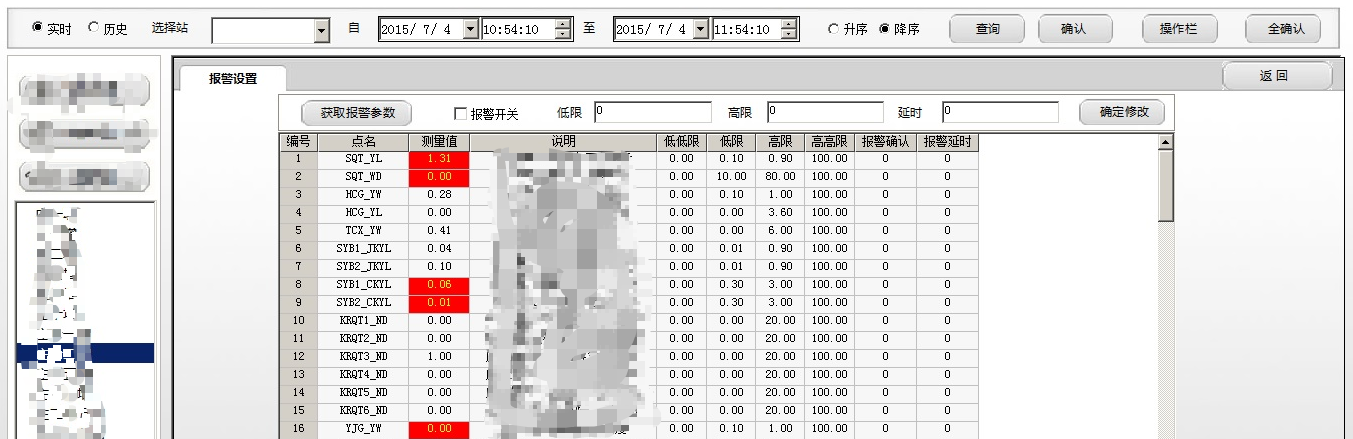 实时 历史 选择站 自 2015/ 7/ 4 10:54:10 至 2015/ 7/ 4 11:54:10 升序 降序 查询 确认 操作栏 全确认
报警设置 返 回
获取报警参数 报警开关 低限 0 高限 0 延时 0 确定修改
编号 点名 测量值 说明 低低限 低限 高限 高高限 报警确认 报警延时
1 SQT_YL 1.31 0.00 0.10 0.90 100.00 0 0
2 SQT_WD 0.00 0.00 10.00 80.00 100.00 0 0
3 HCG_YW 0.28 0.00 0.10 1.00 100.00 0 0
4 HCG_YL 0.00 0.00 0.00 3.60 100.00 0 0
5 TCX_YW 0.41 0.00 0.00 6.00 100.00 0 0
6 SYB1_JKYL 0.04 0.00 0.01 0.90 100.00 0 0
7 SYB2_JKYL 0.10 0.00 0.01 0.90 100.00 0 0
8 SYB1_CKYL 0.06 0.00 0.30 3.00 100.00 0 0
9 SYB2_CKYL 0.01 0.00 0.30 3.00 100.00 0 0
10 KRQT1_ND 0.00 0.00 0.00 20.00 100.00 0 0
11 KRQT2_ND 0.00 0.00 0.00 20.00 100.00 0 0
12 KRQT3_ND 1.00 0.00 0.00 20.00 100.00 0 0
13 KRQT4_ND 0.00 0.00 0.00 20.00 100.00 0 0
14 KRQT5_ND 0.00 0.00 0.00 20.00 100.00 0 0
15 KRQT6_ND 0.00 0.00 0.00 20.00 100.00 0 0
16 YJG_YW 0.00 0.00 0.10 1.00 100.00 0 0